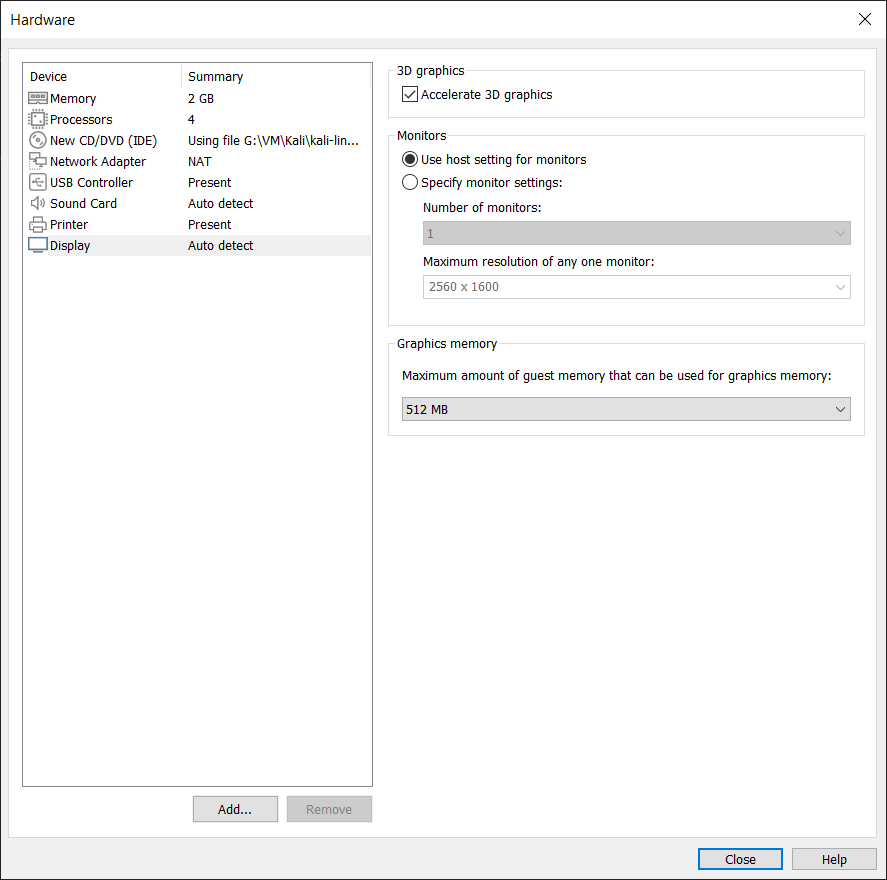 Hardware
Device Summary
Memory 2 GB
Processors 4
New CD/DVD (IDE) Using file G:\VM\Kali\kali-lin...
Network Adapter NAT
USB Controller Present
Sound Card Auto detect
Printer Present
Display Auto detect
Add... Remove
3D graphics
Accelerate 3D graphics
Monitors
Use host setting for monitors
Specify monitor settings:
Number of monitors:
1
Maximum resolution of any one monitor:
2560 x 1600
Graphics memory
Maximum amount of guest memory that can be used for graphics memory:
512 MB
Close Help